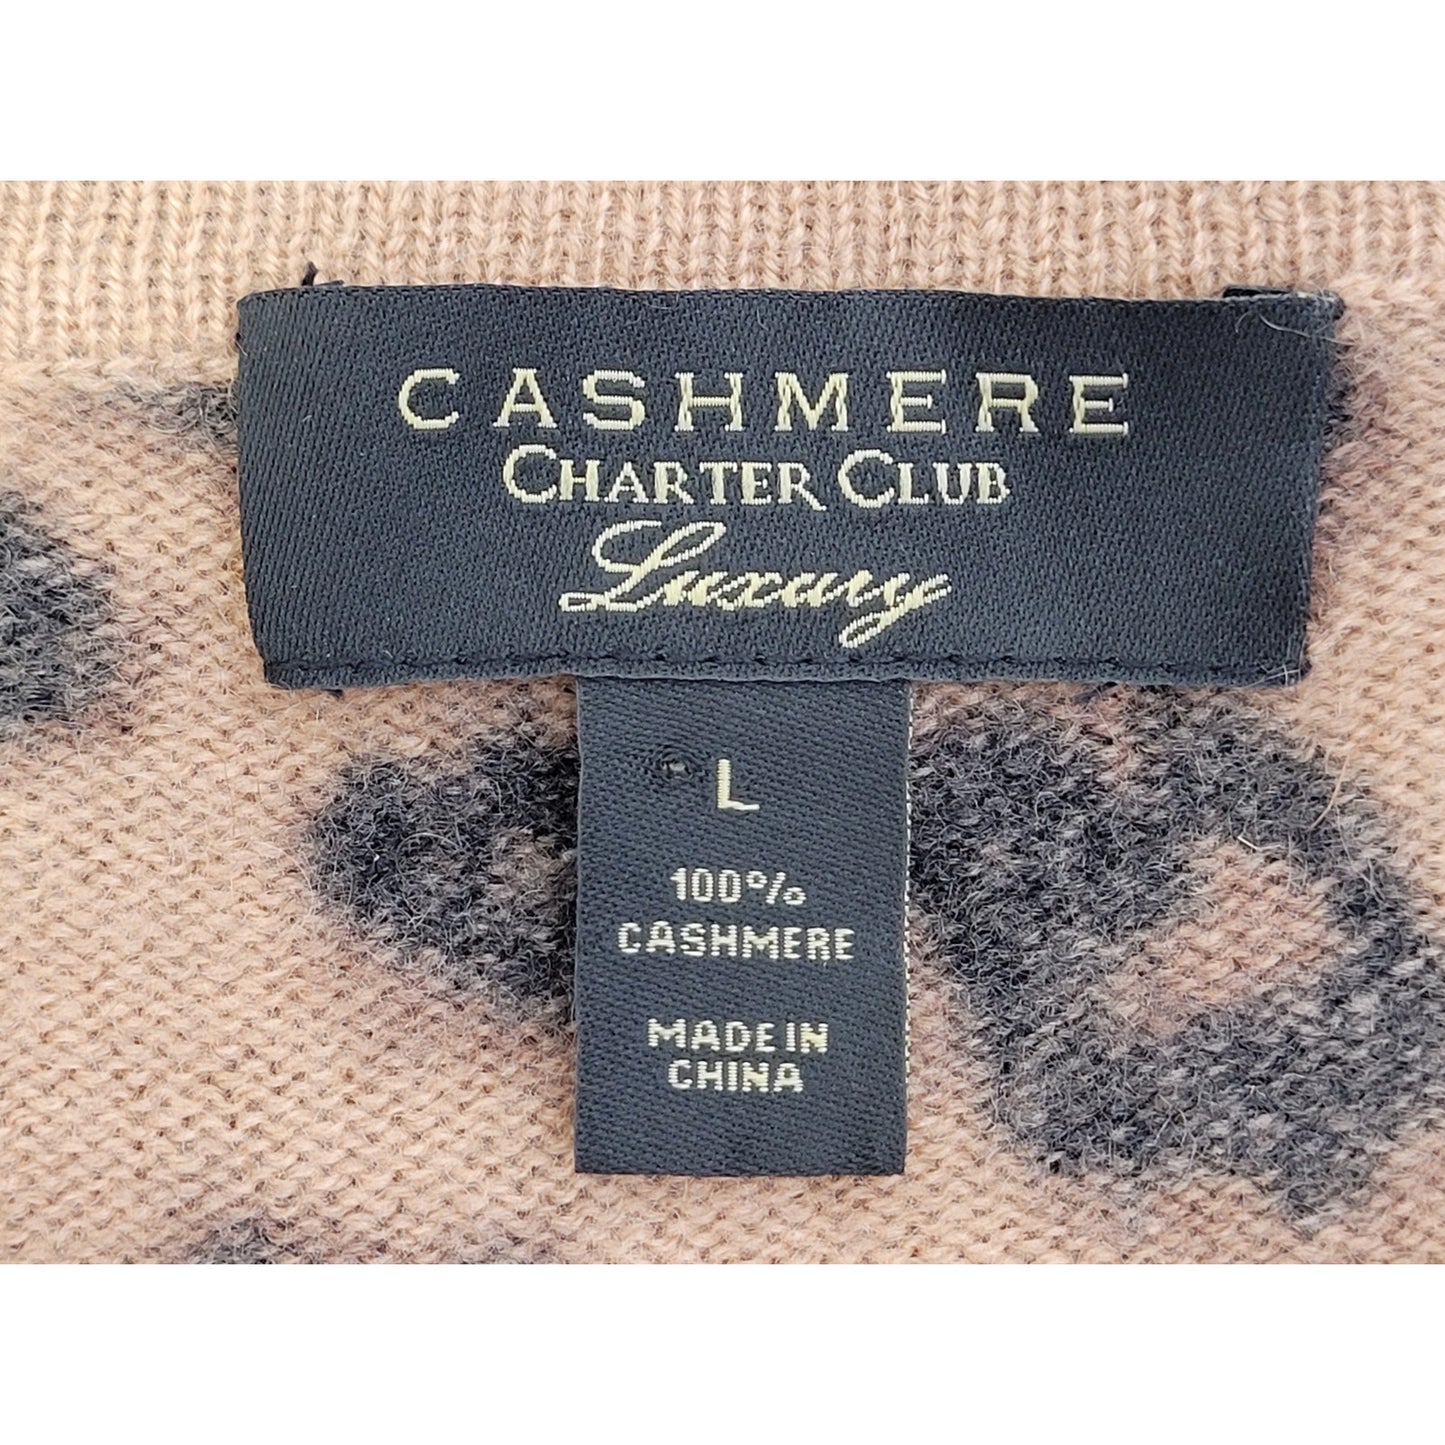 CASHMERE
CHARTER CLUB
Luxury
L
100%
CASHMERE
MADE IN
CHINA